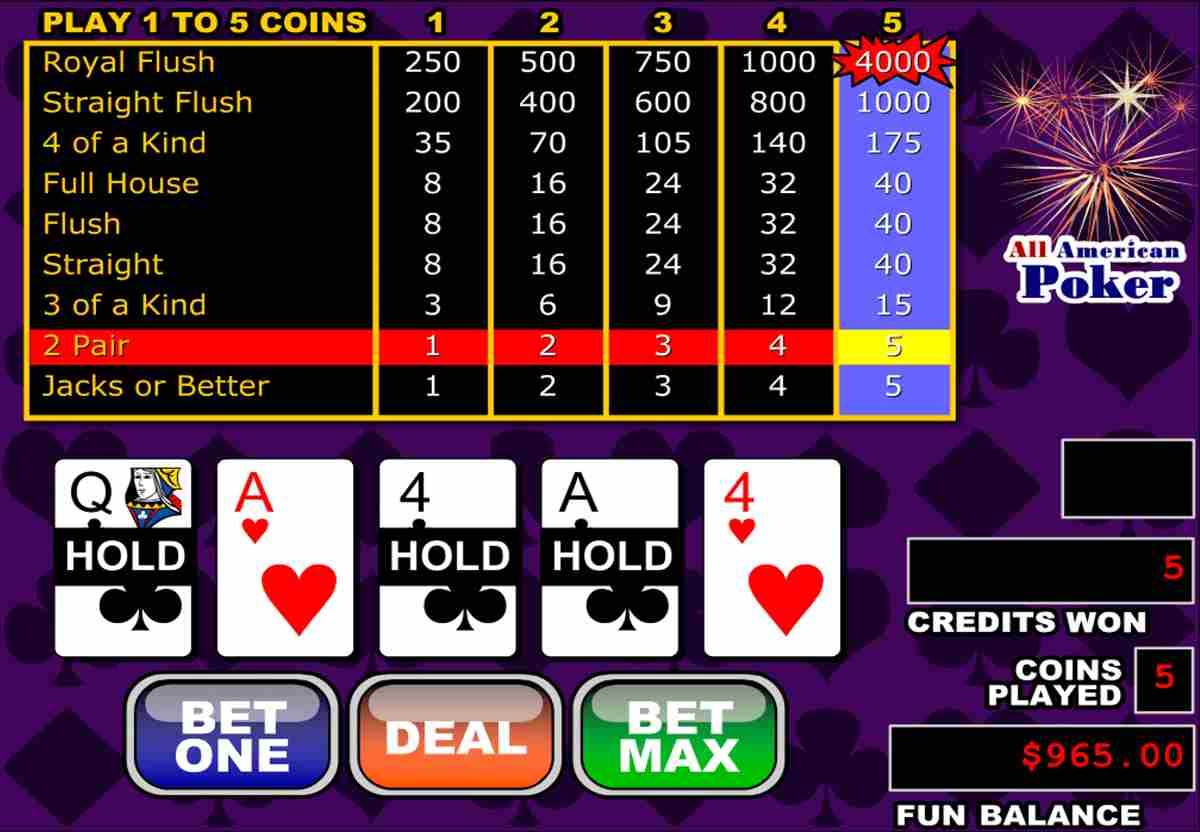 PLAY 1 TO 5 COINS 1 2 3 4 5
Royal Flush 250 500 750 1000 4000
Straight Flush 200 400 600 800 1000
4 of a Kind 35 70 105 140 175
Full House 8 16 24 32 40
Flush 8 16 24 32 40
Straight 8 16 24 32 40
3 of a Kind 3 6 9 12 15
2 Pair 1 2 3 4 5
Jacks or Better 1 2 3 4 5
All American
Poker
Q A 4 A 4
HOLD HOLD HOLD
5
CREDITS WON
COINS
PLAYED 5
$965.00
FUN BALANCE
BET
ONE
DEAL
BET
MAX